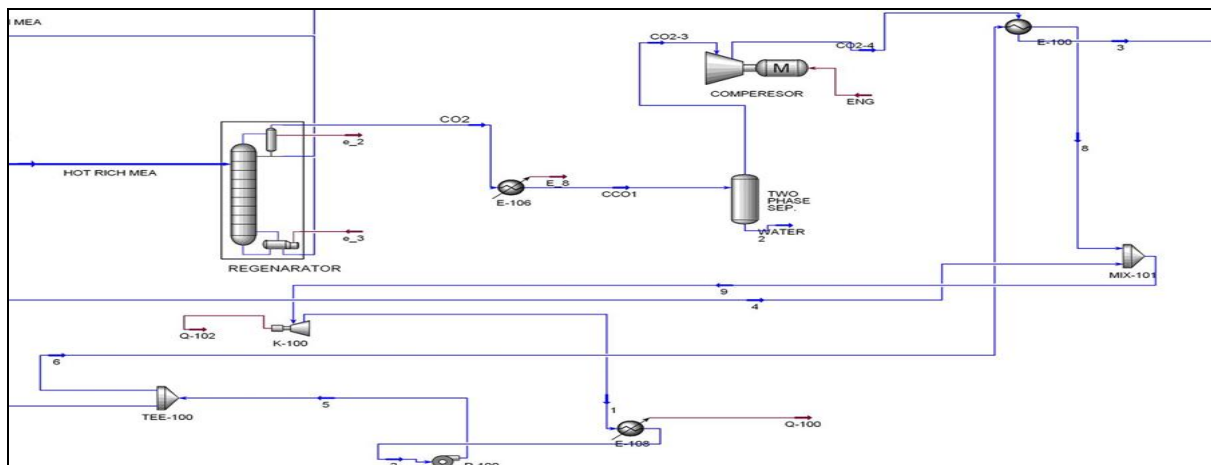 MEA
CO2-3
CO2-4
E-100
3
M
COMPERESOR
ENG
CO2
e_2
8
HOT RICH MEA
E_8
E-106
CCO1
TWO
PHASE
SEP.
WATER
2
e_3
REGENARATOR
MIX-101
9
4
Q-102
K-100
6
5
TEE-100
1
Q-100
E-108